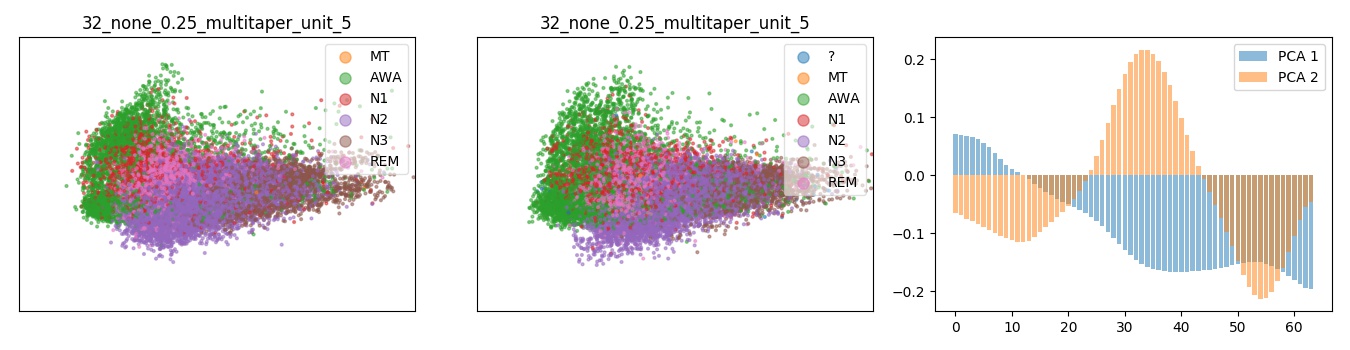 32_none_0.25_multitaper_unit_5
MT
AWA
N1
N2
N3
REM
32_none_0.25_multitaper_unit_5
?
MT
AWA
N1
N2
N3
REM
PCA 1
PCA 2
0.2
0.1
0.0
−0.1
−0.2
0 10 20 30 40 50 60